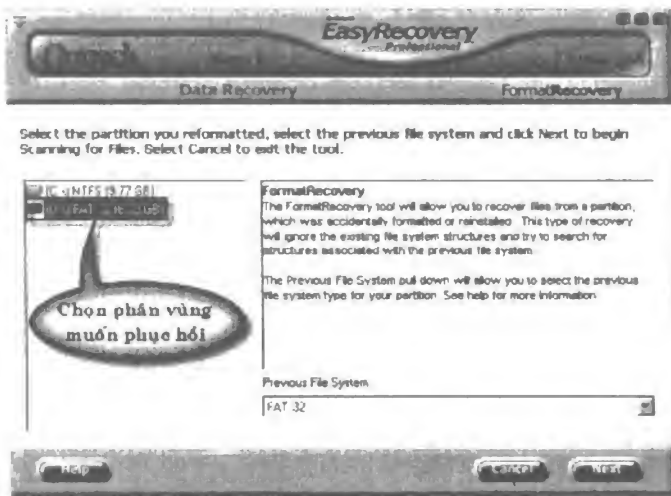 Ontrack
EasyRecovery
Professional
Data Recovery
FormatRecovery
Select the partition you reformatted, select the previous file system and click Next to begin
Scanning for Files. Select Cancel to exit the tool.
(C:) NTFS (9.77 GB)
FormatRecovery
The FormatRecovery tool will allow you to recover files from a partition,
which was accidentally formatted or reinstalled. This type of recovery
will ignore the existing file system structures and try to search for
structures associated with the previous file system.
The Previous File System pull down will allow you to select the previous
file system type for your partition. See help for more information
Chọn phân vùng
muốn phục hồi
Previous File System
FAT 32
Help
Cancel
Next